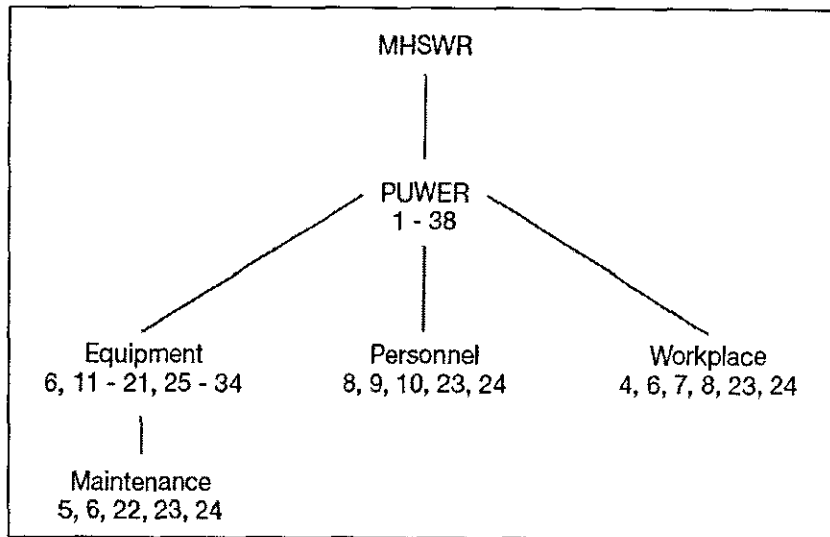 MHSWR
PUWER
1 - 38
Equipment
6, 11 - 21, 25 - 34
Personnel
8, 9, 10, 23, 24
Workplace
4, 6, 7, 8, 23, 24
Maintenance
5, 6, 22, 23, 24